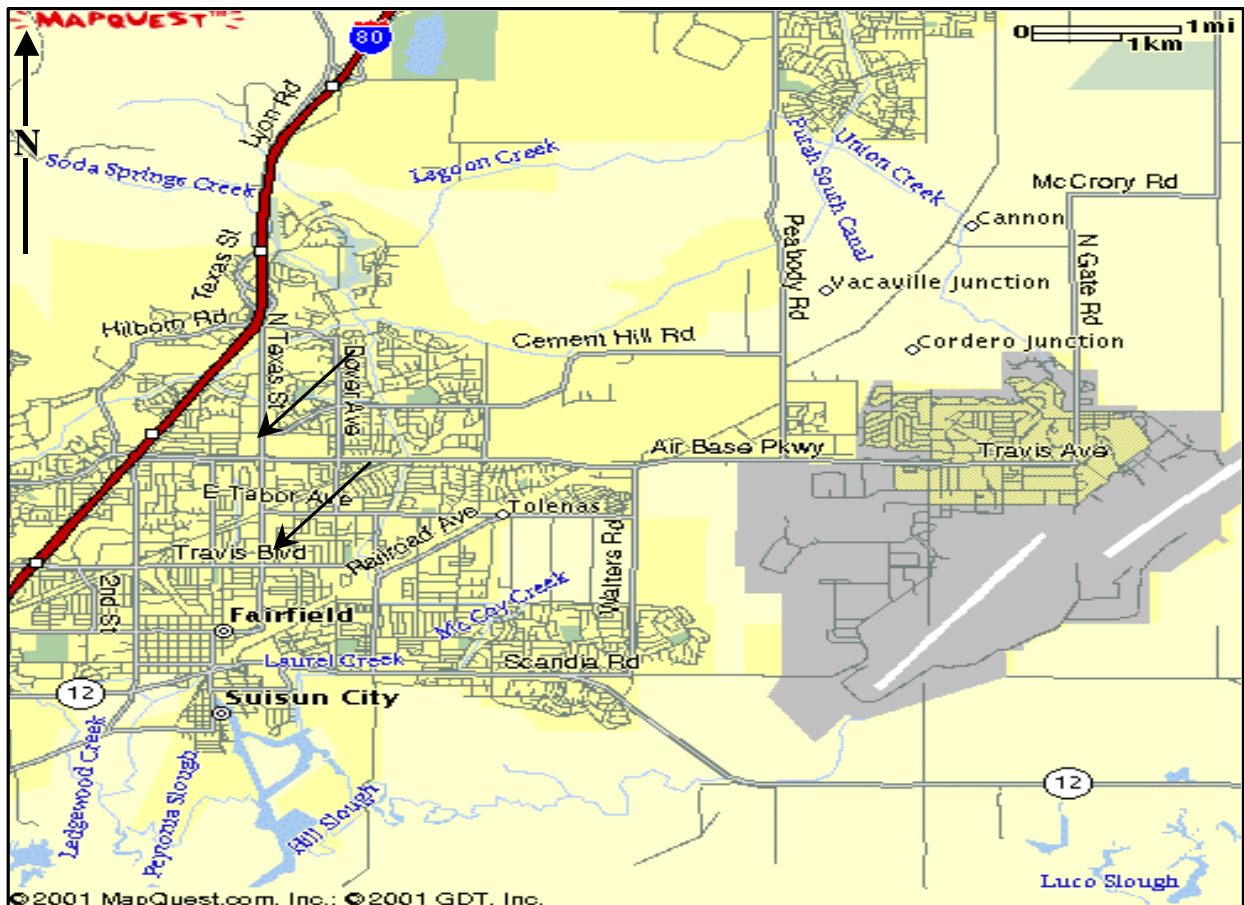 MAPQUEST™
80
0 1mi
1km
N
Lyon Rd
Soda Springs Creek
Lagoon Creek
Putah South Canal
Union Creek
McCrory Rd
Cannon
Texas St
Peabody Rd
N Gate Rd
Vacaville Junction
Hilborn Rd
N Texas St
Cement Hill Rd
Cordero Junction
Dover Ave
Air Base Pkwy
Travis Ave
E Tabor Ave
Tolenas
Railroad Ave
Travis Blvd
Walters Rd
2nd St
Mc Coy Creek
Fairfield
Laurel Creek
Scandia Rd
12
Suisun City
Ledgewood Creek
Peyronia Slough
Hill Slough
12
Luco Slough
©2001 MapQuest.com, Inc.; ©2001 GDT, Inc.